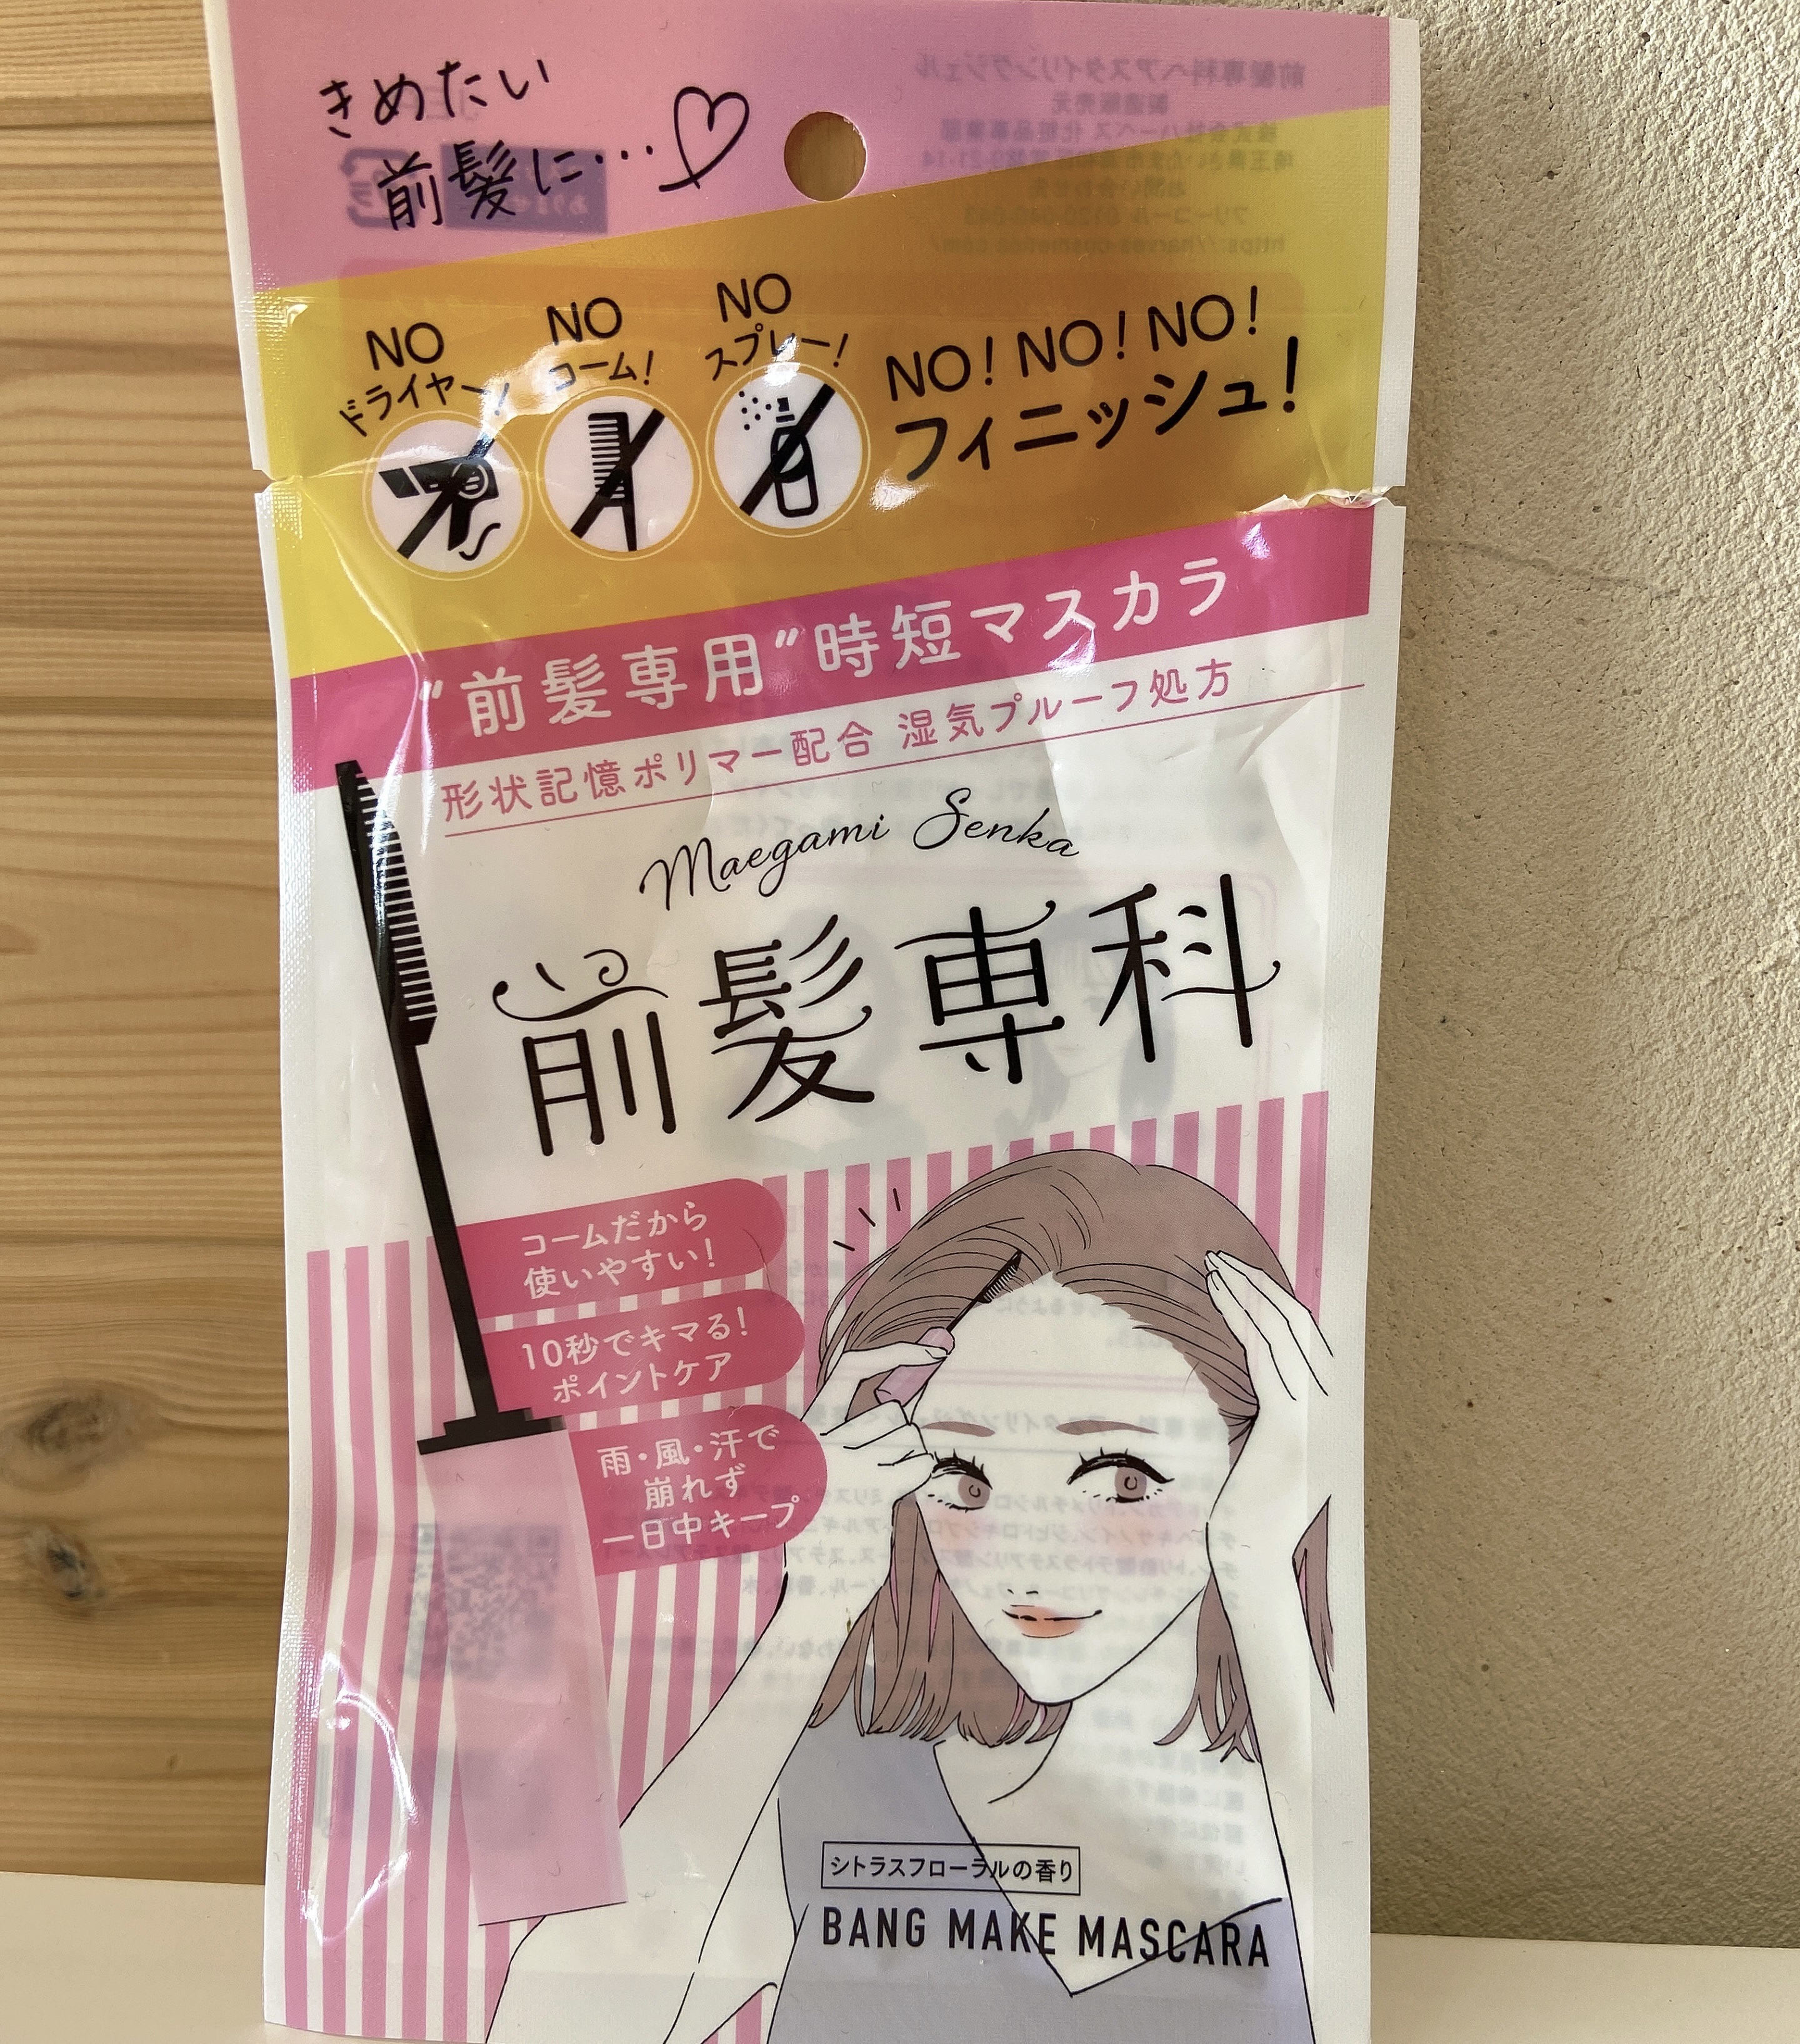 きめたい
前髪に…♡
NO
ドライヤー!
NO
コーム!
NO
スプレー!
NO! NO! NO!
フィニッシュ!
"前髪専用"時短マスカラ
形状記憶ポリマー配合 湿気プルーフ処方
Maegami Senka
前髪専科
コームだから
使いやすい!
10秒でキマる!
ポイントケア
雨・風・汗で
崩れず
一日中キープ
シトラスフローラルの香り
BANG MAKE MASCARA